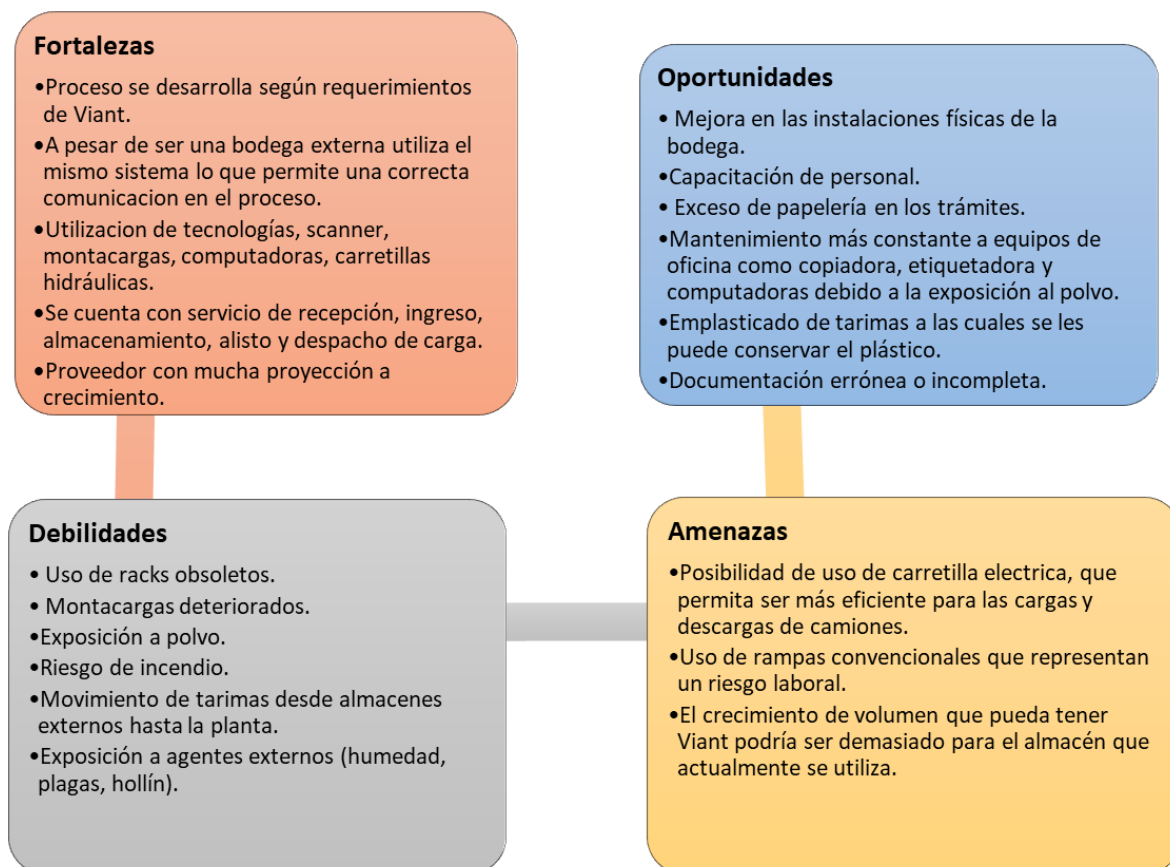 Fortalezas
•Proceso se desarrolla según requerimientos
de Viant.
•A pesar de ser una bodega externa utiliza el
mismo sistema lo que permite una correcta
comunicacion en el proceso.
•Utilizacion de tecnologías, scanner,
montacargas, computadoras, carretillas
hidráulicas.
•Se cuenta con servicio de recepción, ingreso,
almacenamiento, alisto y despacho de carga.
•Proveedor con mucha proyección a
crecimiento.
Oportunidades
• Mejora en las instalaciones físicas de la
bodega.
•Capacitación de personal.
• Exceso de papelería en los trámites.
•Mantenimiento más constante a equipos de
oficina como copiadora, etiquetadora y
computadoras debido a la exposición al polvo.
•Emplasticado de tarimas a las cuales se les
puede conservar el plástico.
•Documentación errónea o incompleta.
Debilidades
• Uso de racks obsoletos.
• Montacargas deteriorados.
•Exposición a polvo.
•Riesgo de incendio.
•Movimiento de tarimas desde almacenes
externos hasta la planta.
•Exposición a agentes externos (humedad,
plagas, hollín).
Amenazas
•Posibilidad de uso de carretilla electrica, que
permita ser más eficiente para las cargas y
descargas de camiones.
•Uso de rampas convencionales que representan
un riesgo laboral.
•El crecimiento de volumen que pueda tener
Viant podría ser demasiado para el almacén que
actualmente se utiliza.